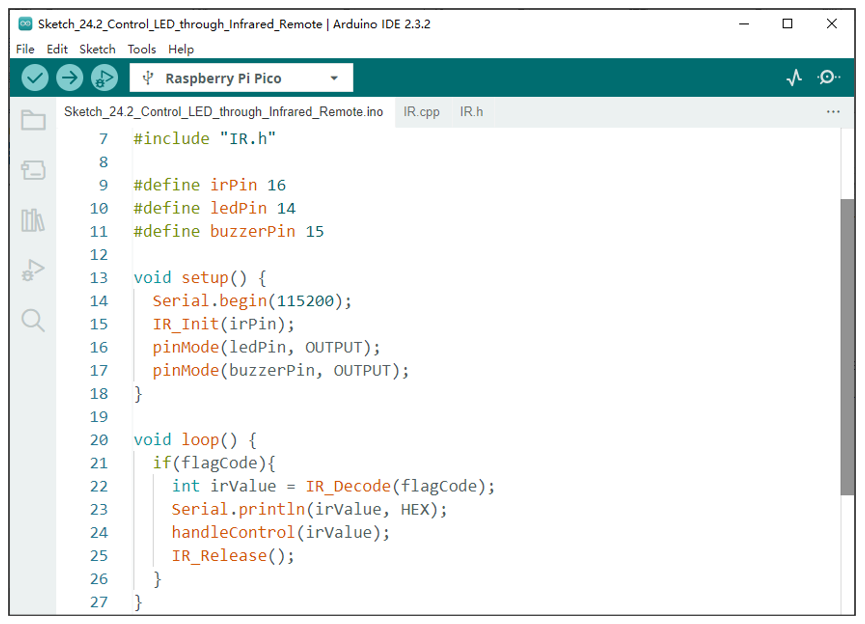 Sketch_24.2_Control_LED_through_Infrared_Remote | Arduino IDE 2.3.2
File Edit Sketch Tools Help
Raspberry Pi Pico
Sketch_24.2_Control_LED_through_Infrared_Remote.ino IR.cpp IR.h
7 #include "IR.h"
8
9 #define irPin 16
10 #define ledPin 14
11 #define buzzerPin 15
12
13 void setup() {
14   Serial.begin(115200);
15   IR_Init(irPin);
16   pinMode(ledPin, OUTPUT);
17   pinMode(buzzerPin, OUTPUT);
18 }
19
20 void loop() {
21   if(flagCode){
22     int irValue = IR_Decode(flagCode);
23     Serial.println(irValue, HEX);
24     handleControl(irValue);
25     IR_Release();
26   }
27 }